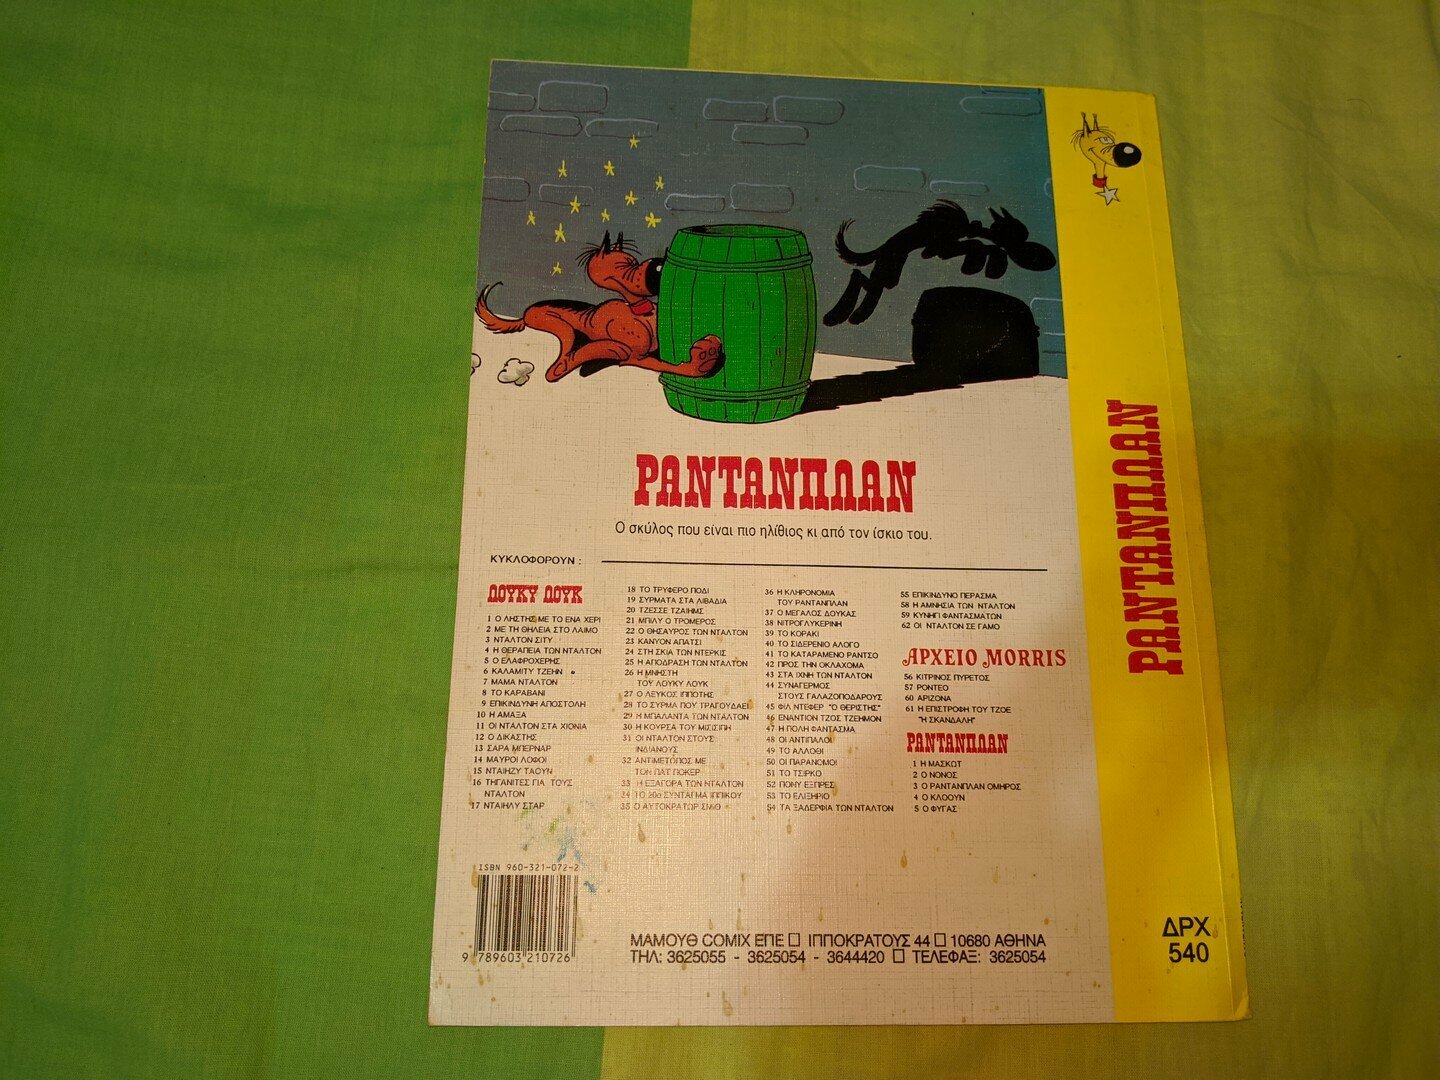 ΡΑΝΤΑΝΠΛΑΝ
Ο σκύλος που είναι πιο ηλίθιος κι από τον ίσκιο του.
ΚΥΚΛΟΦΟΡΟΥΝ :
ΛΟΥΚΥ ΛΟΥΚ
1 Ο ΛΗΣΤΗΣ ΜΕ ΤΟ ΕΝΑ ΧΕΡΙ
2 ΜΕ ΤΗ ΘΗΛΕΙΑ ΣΤΟ ΛΑΙΜΟ
3 ΝΤΑΛΤΟΝ ΣΙΤΥ
4 Η ΘΕΡΑΠΕΙΑ ΤΩΝ ΝΤΑΛΤΟΝ
5 Ο ΕΛΑΦΡΟΧΕΡΗΣ
6 ΚΑΛΑΜΙΤΥ ΤΖΕΗΝ
7 ΜΑΜΑ ΝΤΑΛΤΟΝ
8 ΤΟ ΚΑΡΑΒΑΝΙ
9 ΕΠΙΚΙΝΔΥΝΗ ΑΠΟΣΤΟΛΗ
10 Η ΑΜΑΞΑ
11 ΟΙ ΝΤΑΛΤΟΝ ΣΤΑ ΧΙΟΝΙΑ
12 Ο ΔΙΚΑΣΤΗΣ
13 ΣΑΡΑ ΜΠΕΡΝΑΡ
14 ΜΑΥΡΟΙ ΛΟΦΟΙ
15 ΝΤΑΙΗΖΥ ΤΑΟΥΝ
16 ΤΗΓΑΝΙΤΕΣ ΓΙΑ ΤΟΥΣ
ΝΤΑΛΤΟΝ
17 ΝΤΑΙΗΛΥ ΣΤΑΡ
18 ΤΟ ΤΡΥΦΕΡΟ ΠΟΔΙ
19 ΣΥΡΜΑΤΑ ΣΤΑ ΛΙΒΑΔΙΑ
20 ΤΖΕΣΣΕ ΤΖΑΙΗΜΣ
21 ΜΠΙΛΥ Ο ΤΡΟΜΕΡΟΣ
22 Ο ΘΗΣΑΥΡΟΣ ΤΩΝ ΝΤΑΛΤΟΝ
23 ΚΑΝΥΟΝ ΑΠΑΤΣΙ
24 ΣΤΗ ΣΚΙΑ ΤΩΝ ΝΤΕΡΚΙΣ
25 Η ΑΠΟΔΡΑΣΗ ΤΩΝ ΝΤΑΛΤΟΝ
26 Η ΜΝΗΣΤΗ
ΤΟΥ ΛΟΥΚΥ ΛΟΥΚ
27 Ο ΛΕΥΚΟΣ ΙΠΠΟΤΗΣ
28 ΤΟ ΣΥΡΜΑ ΠΟΥ ΤΡΑΓΟΥΔΑΕΙ
29 Η ΜΠΑΛΑΝΤΑ ΤΩΝ ΝΤΑΛΤΟΝ
30 Η ΚΟΥΡΣΑ ΤΟΥ ΜΙΣΙΣΙΠΗ
31 ΟΙ ΝΤΑΛΤΟΝ ΣΤΟΥΣ
ΙΝΔΙΑΝΟΥΣ
32 ΑΝΤΙΜΕΤΩΠΟΣ ΜΕ
ΤΟΝ ΠΑΤ ΠΟΚΕΡ
33 Η ΕΞΑΓΟΡΑ ΤΩΝ ΝΤΑΛΤΟΝ
34 ΤΟ 20ο ΣΥΝΤΑΓΜΑ ΙΠΠΙΚΟΥ
35 Ο ΑΥΤΟΚΡΑΤΩΡ ΣΜΙΘ
36 Η ΚΛΗΡΟΝΟΜΙΑ
ΤΟΥ ΡΑΝΤΑΝΠΛΑΝ
37 Ο ΜΕΓΑΛΟΣ ΔΟΥΚΑΣ
38 ΝΙΤΡΟΓΛΥΚΕΡΙΝΗ
39 ΤΟ ΚΟΡΑΚΙ
40 ΤΟ ΣΙΔΕΡΕΝΙΟ ΑΛΟΓΟ
41 ΤΟ ΚΑΤΑΡΑΜΕΝΟ ΡΑΝΤΣΟ
42 ΠΡΟΣ ΤΗΝ ΟΚΛΑΧΟΜΑ
43 ΣΤΑ ΙΧΝΗ ΤΩΝ ΝΤΑΛΤΟΝ
44 ΣΥΝΑΓΕΡΜΟΣ
ΣΤΟΥΣ ΓΑΛΑΖΟΠΟΔΑΡΟΥΣ
45 ΦΙΛ ΝΤΕΦΕΡ "Ο ΘΕΡΙΣΤΗΣ"
46 ΕΝΑΝΤΙΟΝ ΤΖΟΣ ΤΖΕΗΜΟΝ
47 Η ΠΟΛΗ ΦΑΝΤΑΣΜΑ
48 ΟΙ ΑΝΤΙΠΑΛΟΙ
49 ΤΟ ΑΛΛΟΘΙ
50 ΟΙ ΠΑΡΑΝΟΜΟΙ
51 ΤΟ ΤΣΙΡΚΟ
52 ΠΟΝΥ ΕΞΠΡΕΣ
53 ΤΟ ΕΛΙΞΗΡΙΟ
54 ΤΑ ΞΑΔΕΡΦΙΑ ΤΩΝ ΝΤΑΛΤΟΝ
55 ΕΠΙΚΙΝΔΥΝΟ ΠΕΡΑΣΜΑ
58 Η ΑΜΝΗΣΙΑ ΤΩΝ ΝΤΑΛΤΟΝ
59 ΚΥΝΗΓΙ ΦΑΝΤΑΣΜΑΤΩΝ
62 ΟΙ ΝΤΑΛΤΟΝ ΣΕ ΓΑΜΟ
ΑΡΧΕΙΟ MORRIS
56 ΚΙΤΡΙΝΟΣ ΠΥΡΕΤΟΣ
57 ΡΟΝΤΕΟ
60 ΑΡΙΖΟΝΑ
61 Η ΕΠΙΣΤΡΟΦΗ ΤΟΥ ΤΖΟΕ
"Η ΣΚΑΝΔΑΛΗ"
ΡΑΝΤΑΝΠΛΑΝ
1 Η ΜΑΣΚΩΤ
2 Ο ΝΟΝΟΣ
3 Ο ΡΑΝΤΑΝΠΛΑΝ ΟΜΗΡΟΣ
4 Ο ΚΛΟΟΥΝ
5 Ο ΦΥΓΑΣ
ISBN 960-321-072-2
9 789603 210726
ΜΑΜΟΥΘ COMIX ΕΠΕ □ ΙΠΠΟΚΡΑΤΟΥΣ 44 □ 10680 ΑΘΗΝΑ
ΤΗΛ: 3625055 - 3625054 - 3644420 □ ΤΕΛΕΦΑΞ: 3625054
ΡΑΝΤΑΝΠΛΑΝ
ΔΡΧ
540